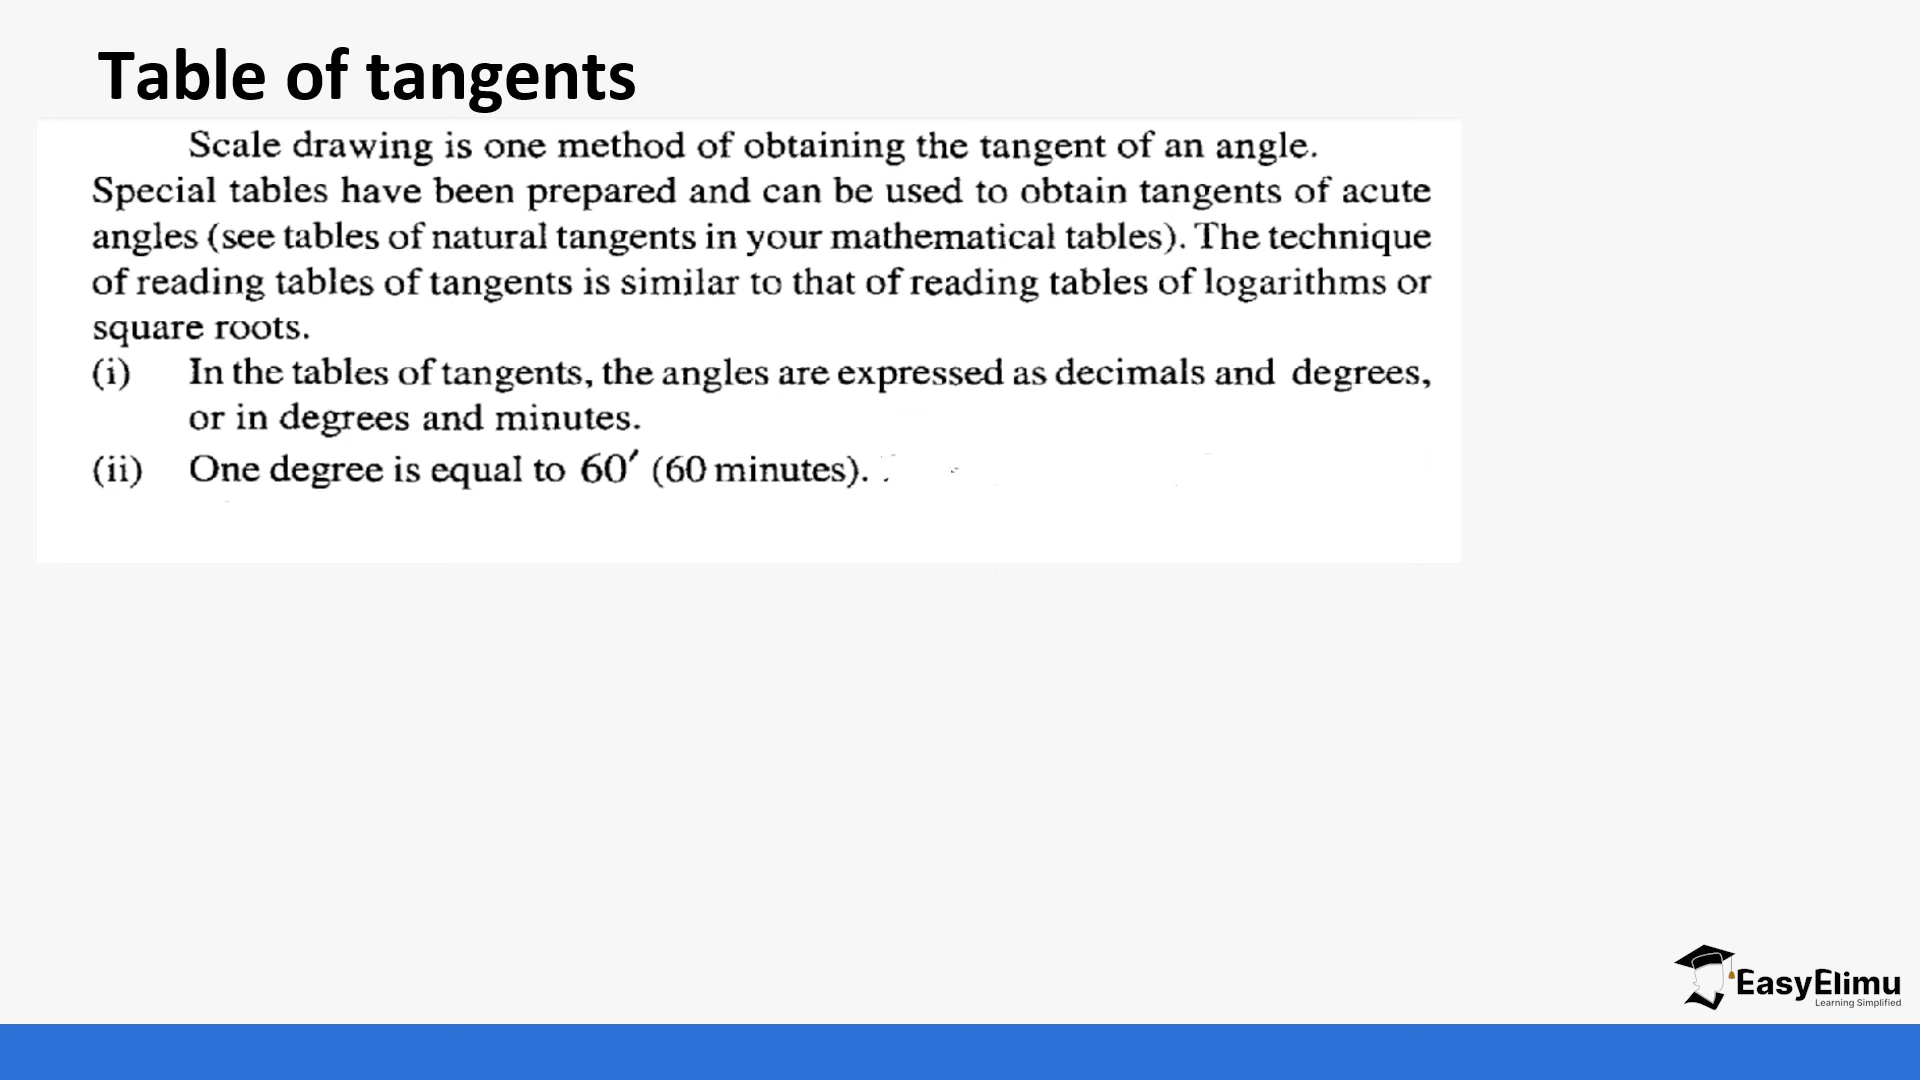 Table of tangents
Scale drawing is one method of obtaining the tangent of an angle.
Special tables have been prepared and can be used to obtain tangents of acute
angles (see tables of natural tangents in your mathematical tables). The technique
of reading tables of tangents is similar to that of reading tables of logarithms or
square roots.
(i) In the tables of tangents, the angles are expressed as decimals and degrees,
or in degrees and minutes.
(ii) One degree is equal to 60′ (60 minutes).
EasyElimu
Learning Simplified